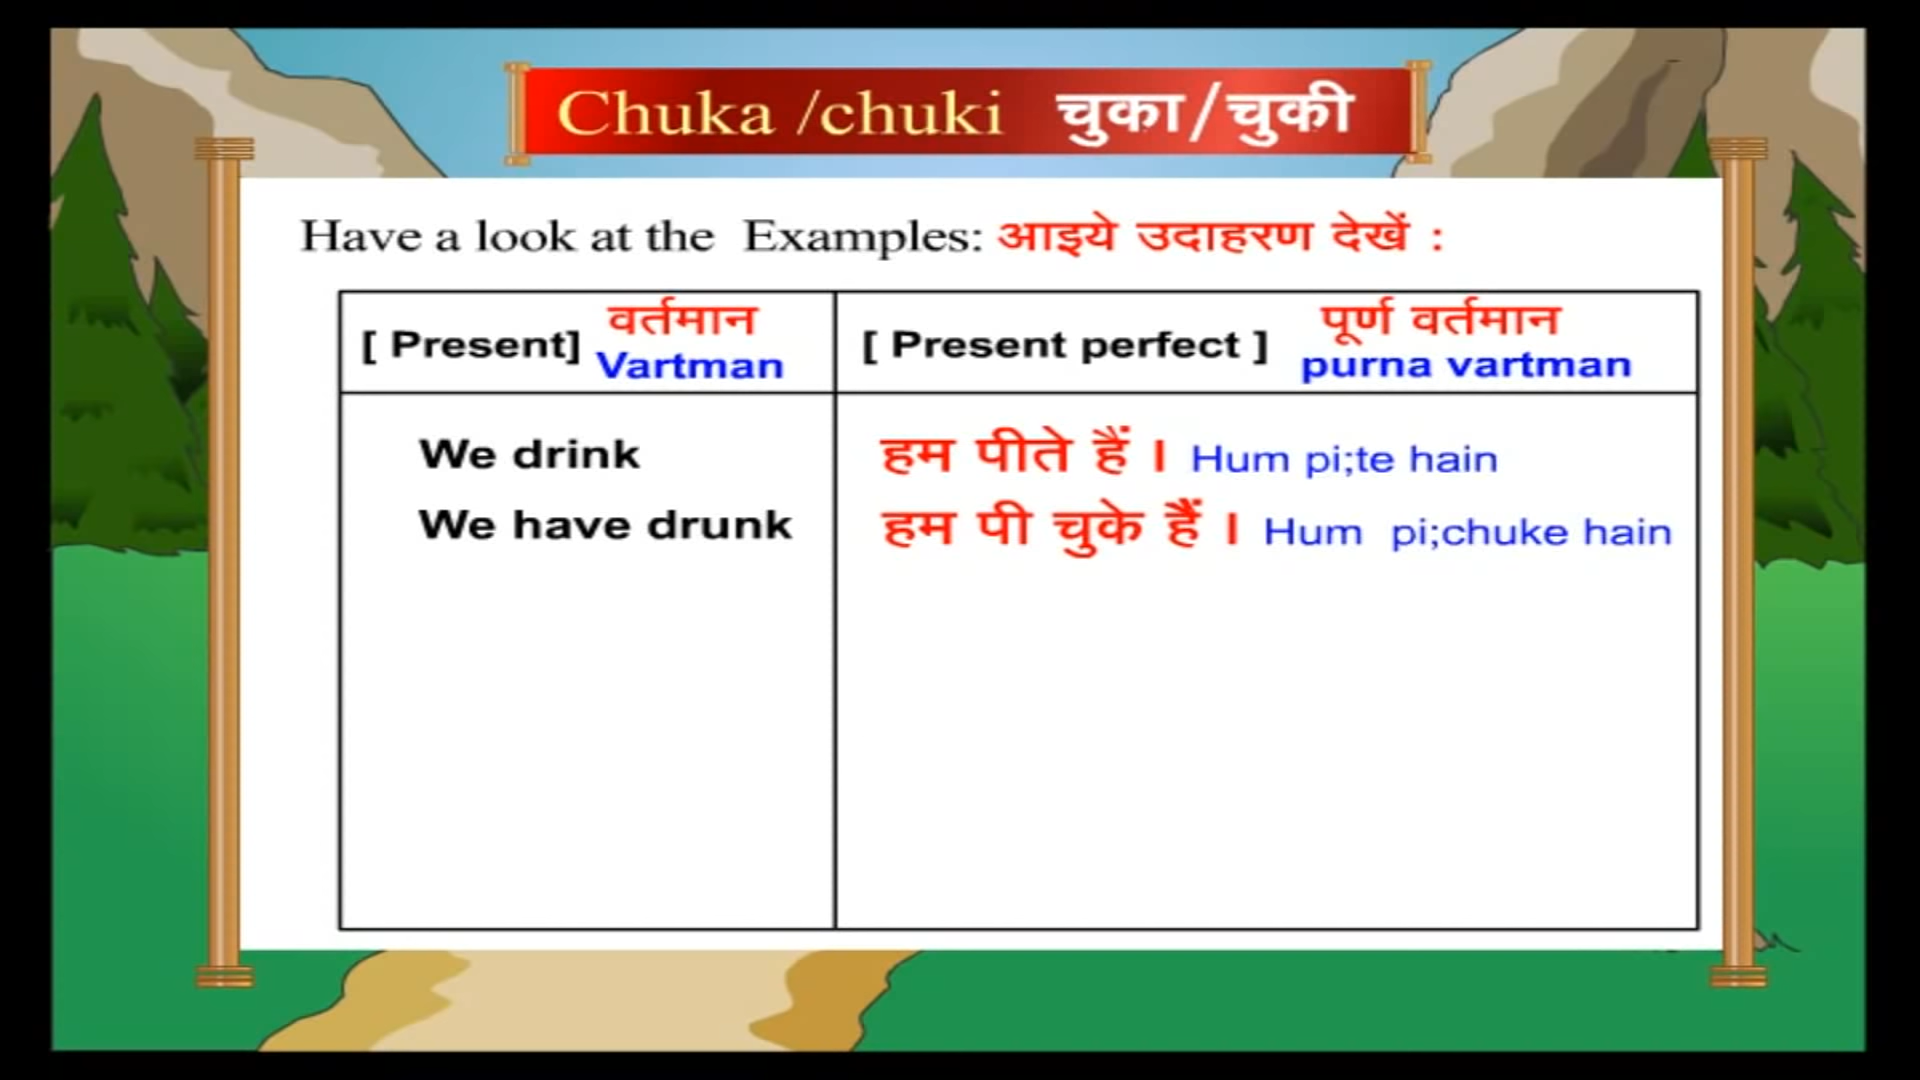 Chuka /chuki चुका/चुकी
Have a look at the Examples: आइये उदाहरण देखें :
[ Present] वर्तमान Vartman
[ Present perfect ] पूर्ण वर्तमान purna vartman
We drink हम पीते हैं । Hum pi;te hain
We have drunk हम पी चुके हैं । Hum pi;chuke hain